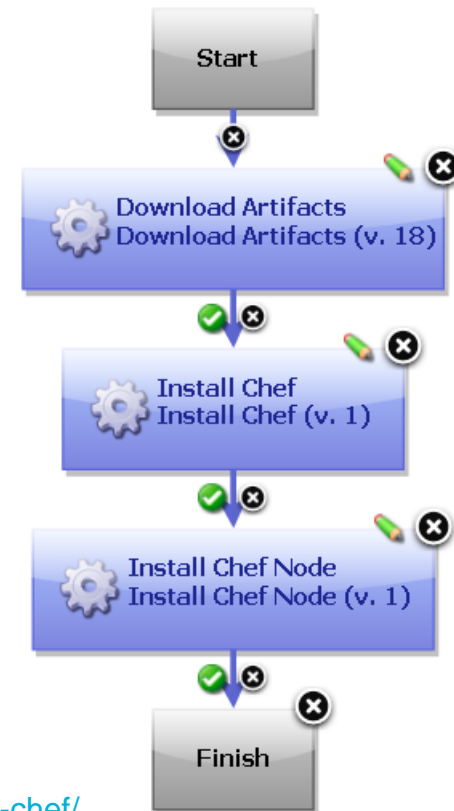 Start
Download Artifacts
Download Artifacts (v. 18)
Install Chef
Install Chef (v. 1)
Install Chef Node
Install Chef Node (v. 1)
Finish
-chef/